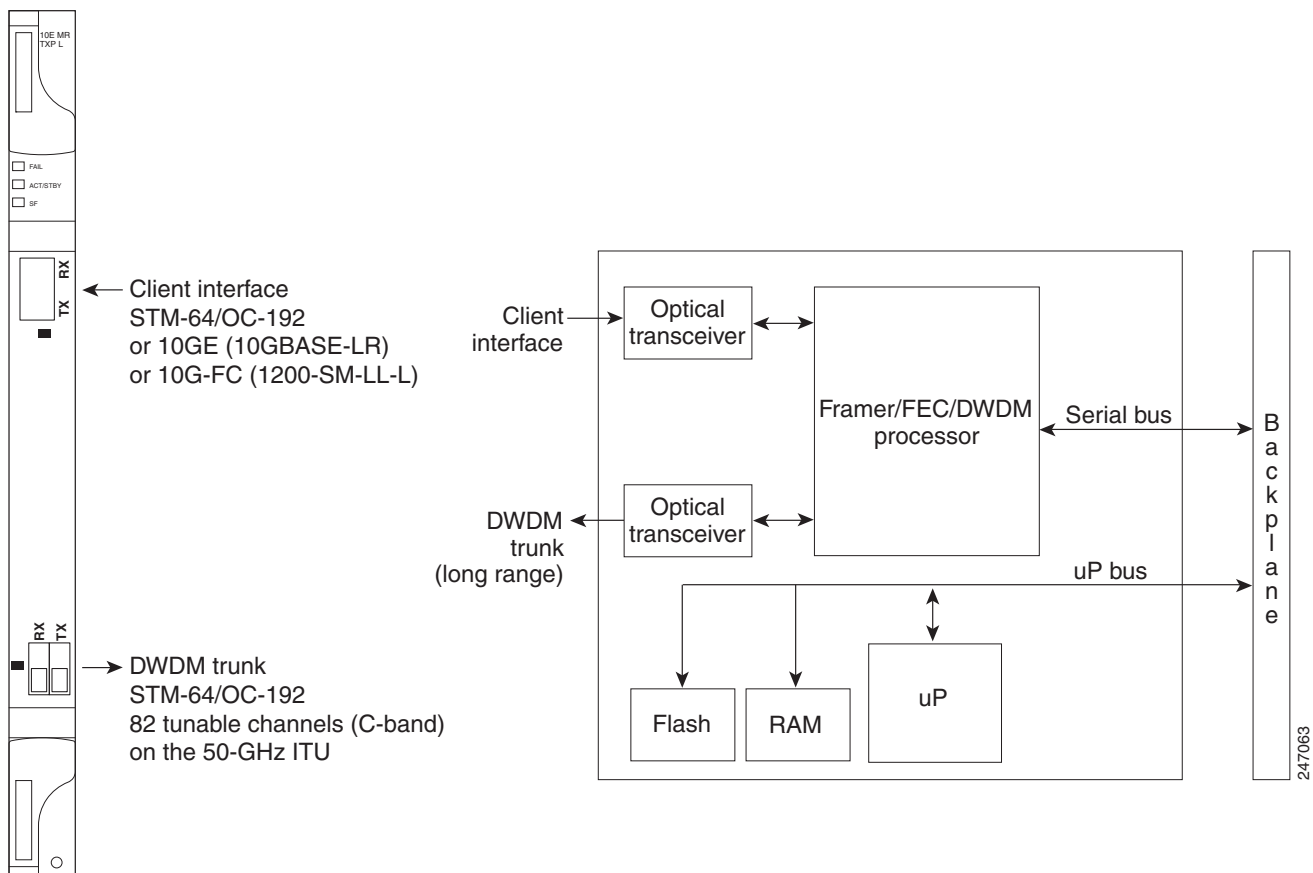 10E MR
TXP L
FAIL
ACT/STBY
SF
RX
TX
Client interface
STM-64/OC-192
or 10GE (10GBASE-LR)
or 10G-FC (1200-SM-LL-L)
RX
TX
DWDM trunk
STM-64/OC-192
82 tunable channels (C-band)
on the 50-GHz ITU
Client
interface
Optical
transceiver
Framer/FEC/DWDM
processor
Serial bus
DWDM
trunk
(long range)
Optical
transceiver
uP bus
Flash
RAM
uP
Backplane
247063